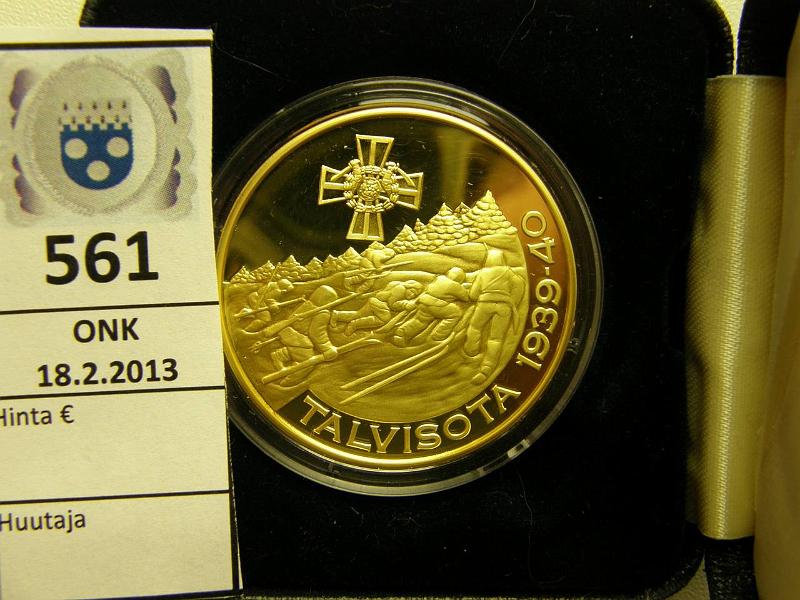 561
ONK
18.2.2013
Hinta €
Huutaja
TALVISOTA 1939-40